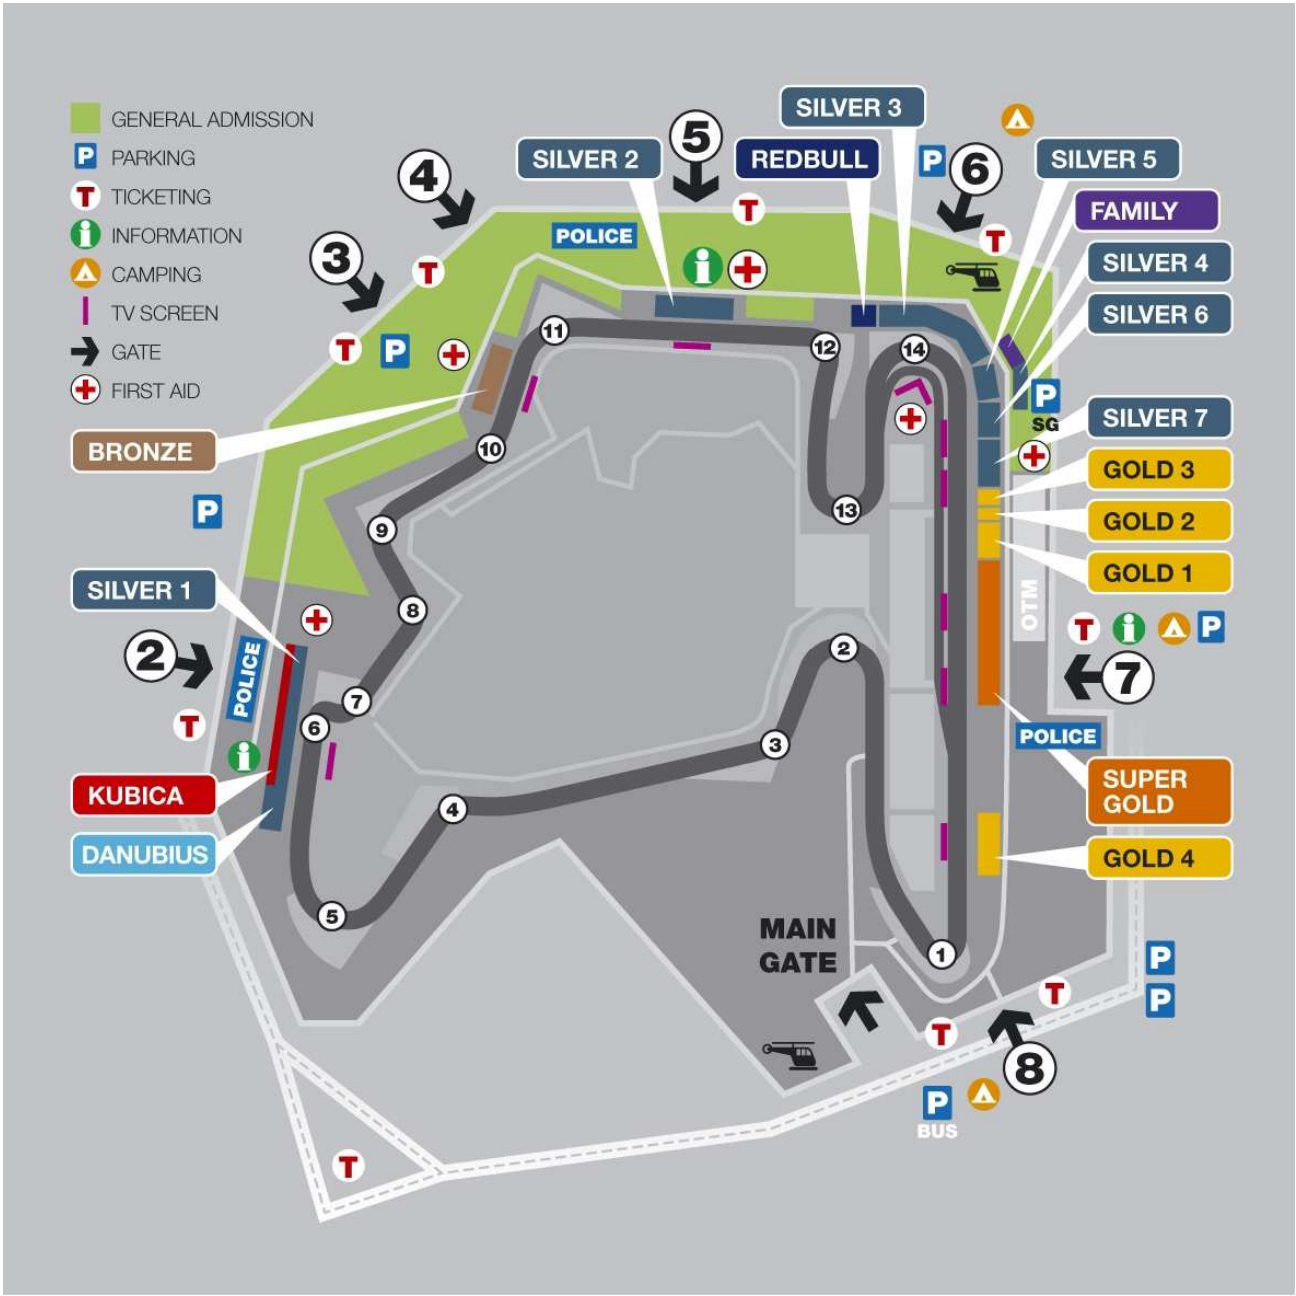 GENERAL ADMISSION
P PARKING
T TICKETING
i INFORMATION
CAMPING
TV SCREEN
GATE
FIRST AID
SILVER 3
SILVER 2
5
REDBULL
P
6
SILVER 5
4
T
FAMILY
POLICE
T
3
T
i
SILVER 4
SILVER 6
T
P
11
12
14
P
SG
SILVER 7
BRONZE
10
GOLD 3
P
9
13
GOLD 2
GOLD 1
SILVER 1
8
OTM
2
POLICE
2
T
i
P
7
7
T
6
i
3
POLICE
KUBICA
4
SUPER
GOLD
DANUBIUS
GOLD 4
5
MAIN
GATE
1
P
P
T
T
8
P
BUS
T